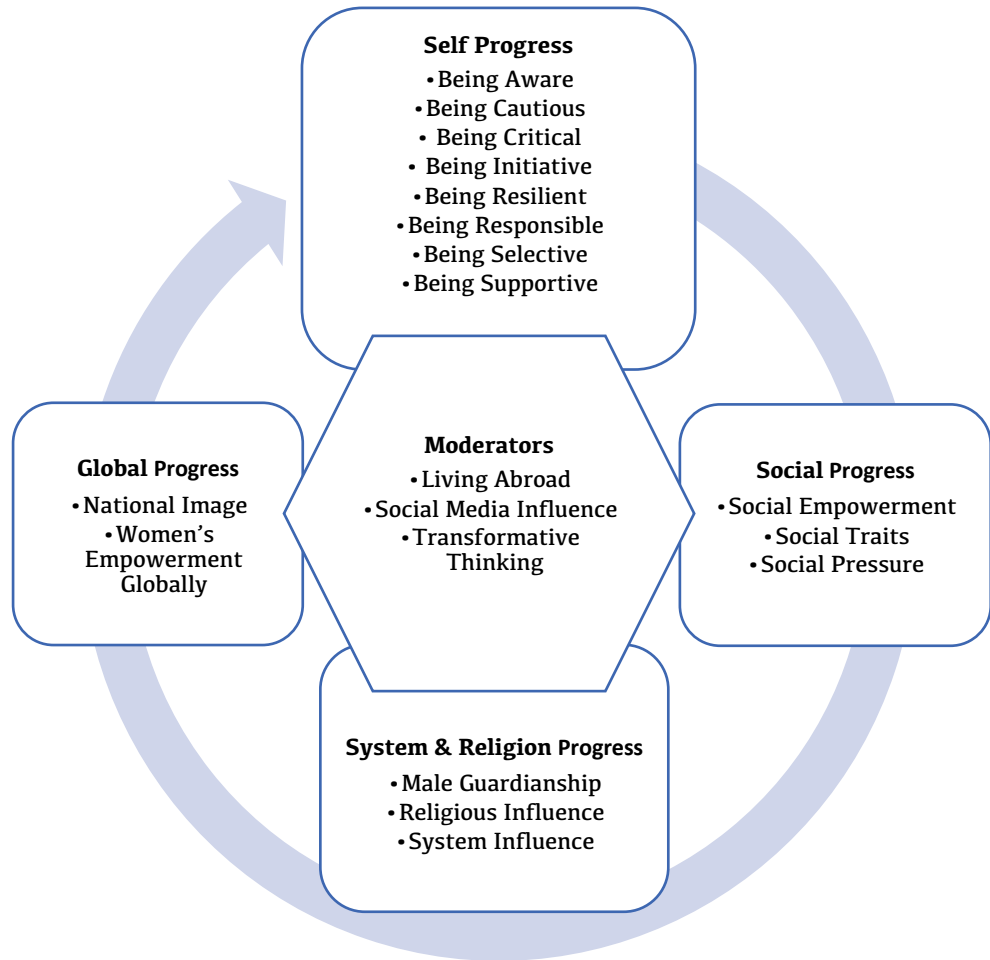 Self Progress
• Being Aware
• Being Cautious
• Being Critical
• Being Initiative
• Being Resilient
• Being Responsible
• Being Selective
• Being Supportive
Global Progress
• National Image
• Women’s
Empowerment
Globally
Moderators
• Living Abroad
• Social Media Influence
• Transformative
Thinking
Social Progress
• Social Empowerment
• Social Traits
• Social Pressure
System & Religion Progress
• Male Guardianship
• Religious Influence
• System Influence